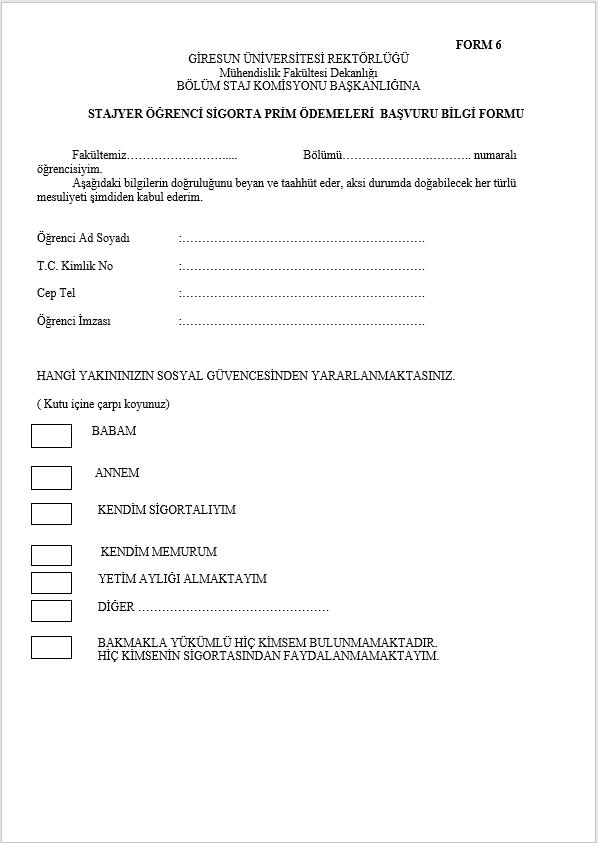 FORM 6
GİRESUN ÜNİVERSİTESİ REKTÖRLÜĞÜ
Mühendislik Fakültesi Dekanlığı
BÖLÜM STAJ KOMİSYONU BAŞKANLIĞINA
STAJYER ÖĞRENCİ SİGORTA PRİM ÖDEMELERİ BAŞVURU BİLGİ FORMU
Fakültemiz………………………..... Bölümü………………………….. numaralı
öğrencisiyim.
Aşağıdaki bilgilerin doğruluğunu beyan ve taahhüt eder, aksi durumda doğabilecek her türlü
mesuliyeti şimdiden kabul ederim.
Öğrenci Ad Soyadı :…………………………………………………….
T.C. Kimlik No :…………………………………………………….
Cep Tel :…………………………………………………….
Öğrenci İmzası :…………………………………………………….
HANGİ YAKINININIZIN SOSYAL GÜVENCESİNDEN YARARLANMAKTASINIZ.
( Kutu içine çarpı koyunuz)
BABAM
ANNEM
KENDİM SİGORTALIYIM
KENDİM MEMURUM
YETİM AYLIĞI ALMAKTAYIM
DİĞER …………………………………………
BAKMAKLA YÜKÜMLÜ HİÇ KİMSEM BULUNMAMAKTADIR.
HİÇ KİMSENİN SİGORTASINDAN FAYDALANMAMAKTAYIM.